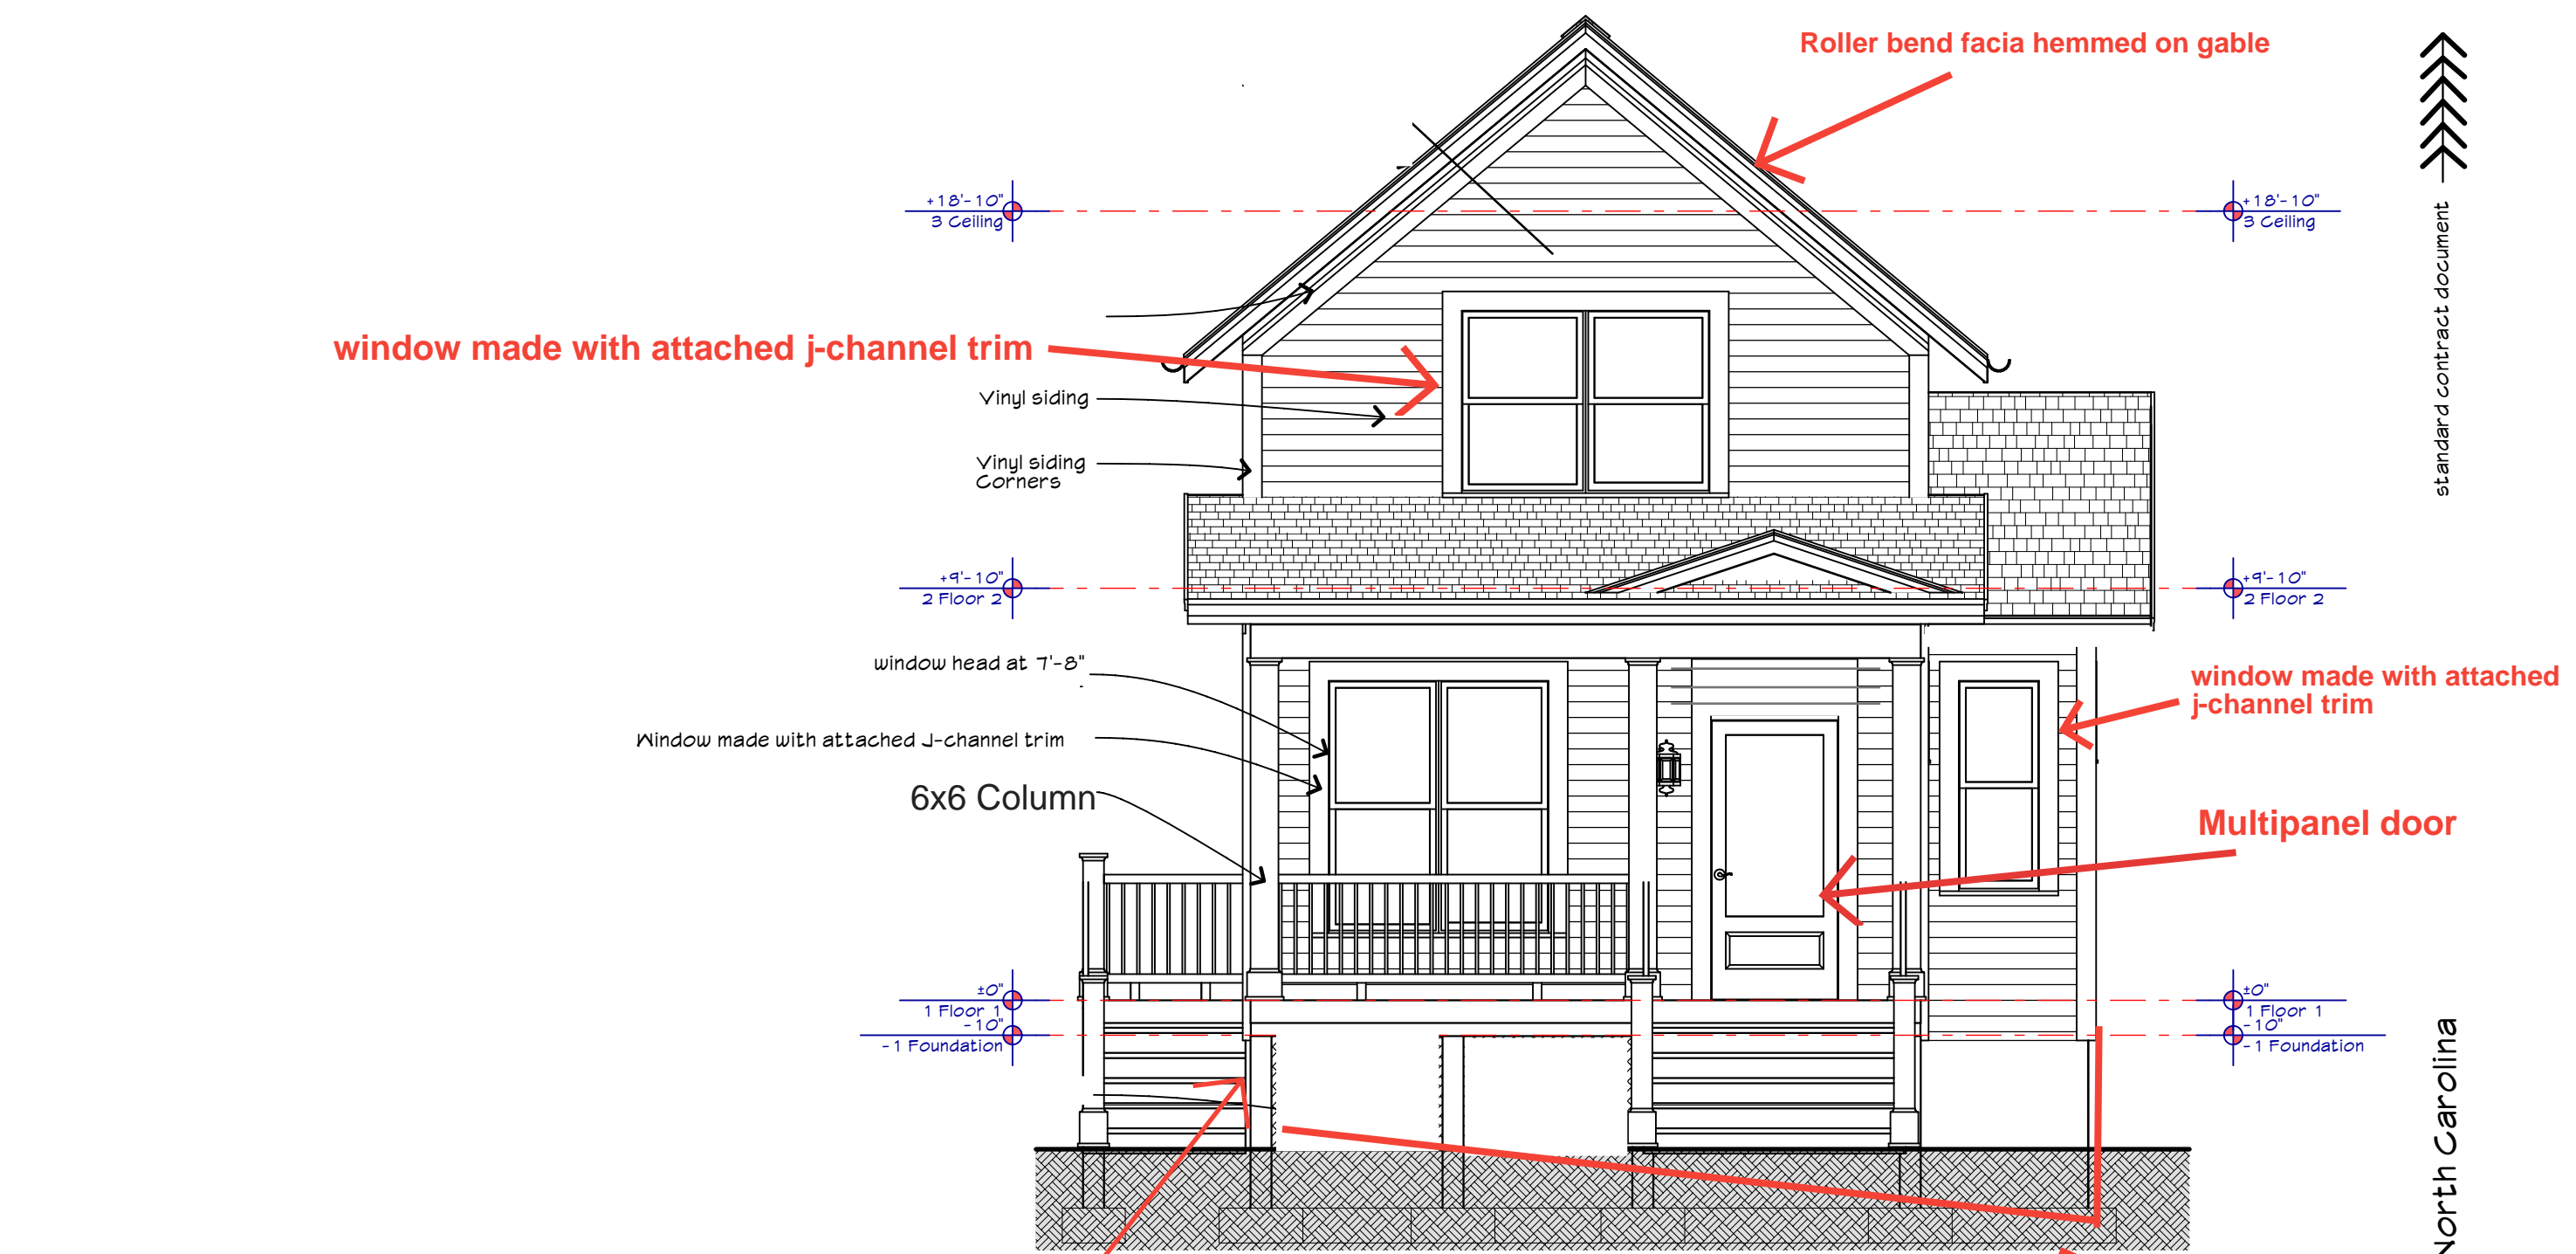 Roller bend facia hemmed on gable
+18'-10"
3 Ceiling
+18'-10"
3 Ceiling
standard contract document
window made with attached j-channel trim
Vinyl siding
Vinyl siding
Corners
+9'-10"
2 Floor 2
+9'-10"
2 Floor 2
window head at 7'-8"
window made with attached
j-channel trim
Window made with attached J-channel trim
6x6 Column
Multipanel door
±0"
1 Floor 1
-10"
-1 Foundation
±0"
1 Floor 1
-10"
-1 Foundation
North Carolina